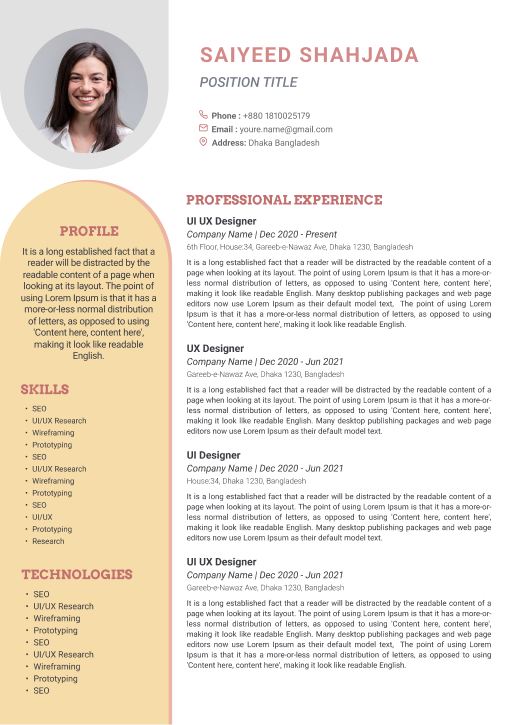 SAIYEED SHAHJADA
POSITION TITLE
Phone : +880 1810025179
Email : youre.name@gmail.com
Address: Dhaka Bangladesh
PROFILE
It is a long established fact that a
reader will be distracted by the
readable content of a page when
looking at its layout. The point of
using Lorem Ipsum is that it has a
more-or-less normal distribution
of letters, as opposed to using
'Content here, content here',
making it look like readable
English.
SKILLS
• SEO
• UI/UX Research
• Wireframing
• Prototyping
• SEO
• UI/UX Research
• Wireframing
• Prototyping
• SEO
• UI/UX
• Prototyping
• Research
TECHNOLOGIES
• SEO
• UI/UX Research
• Wireframing
• Prototyping
• SEO
• UI/UX Research
• Wireframing
• Prototyping
• SEO
PROFESSIONAL EXPERIENCE
UI UX Designer
Company Name | Dec 2020 - Present
6th Floor, House:34, Gareeb-e-Nawaz Ave, Dhaka 1230, Bangladesh
It is a long established fact that a reader will be distracted by the readable content of a
page when looking at its layout. The point of using Lorem Ipsum is that it has a more-or-
less normal distribution of letters, as opposed to using 'Content here, content here',
making it look like readable English. Many desktop publishing packages and web page
editors now use Lorem Ipsum as their default model text, The point of using Lorem
Ipsum is that it has a more-or-less normal distribution of letters, as opposed to using
'Content here, content here', making it look like readable English.
UX Designer
Company Name | Dec 2020 - Jun 2021
Gareeb-e-Nawaz Ave, Dhaka 1230, Bangladesh
It is a long established fact that a reader will be distracted by the readable content of a
page when looking at its layout. The point of using Lorem Ipsum is that it has a more-or-
less normal distribution of letters, as opposed to using 'Content here, content here',
making it look like readable English. Many desktop publishing packages and web page
editors now use Lorem Ipsum as their default model text.
UI Designer
Company Name | Dec 2020 - Jun 2021
House:34, Dhaka 1230, Bangladesh
It is a long established fact that a reader will be distracted by the readable content of a
page when looking at its layout. The point of using Lorem Ipsum is that it has a more-or-
less normal distribution of letters, as opposed to using 'Content here, content here',
making it look like readable English. Many desktop publishing packages and web page
editors now use Lorem Ipsum as their default model text.
UI UX Designer
Company Name | Dec 2020 - Jun 2021
Gareeb-e-Nawaz Ave, Dhaka 1230, Bangladesh
It is a long established fact that a reader will be distracted by the readable content of a
page when looking at its layout. The point of using Lorem Ipsum is that it has a more-or-
less normal distribution of letters, as opposed to using 'Content here, content here',
making it look like readable English. Many desktop publishing packages and web page
editors now use Lorem Ipsum as their default model text, The point of using Lorem
Ipsum is that it has a more-or-less normal distribution of letters, as opposed to using
'Content here, content here', making it look like readable English.